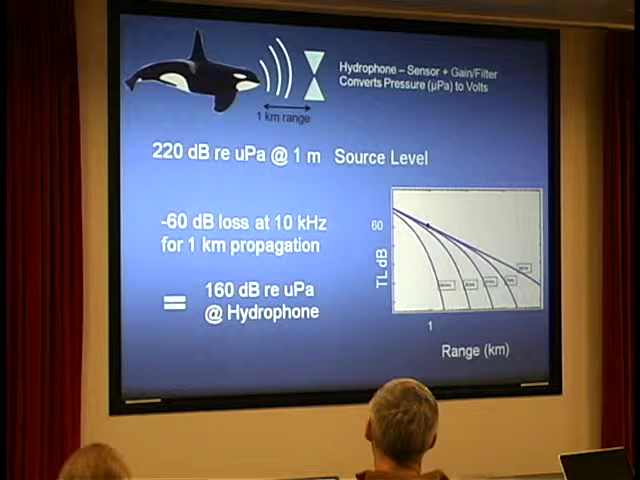 Hydrophone – Sensor + Gain/Filter
Converts Pressure (µPa) to Volts
1 km range
220 dB re uPa @ 1 m Source Level
-60 dB loss at 10 kHz
for 1 km propagation
= 160 dB re uPa
@ Hydrophone
60
TL dB
1
Range (km)